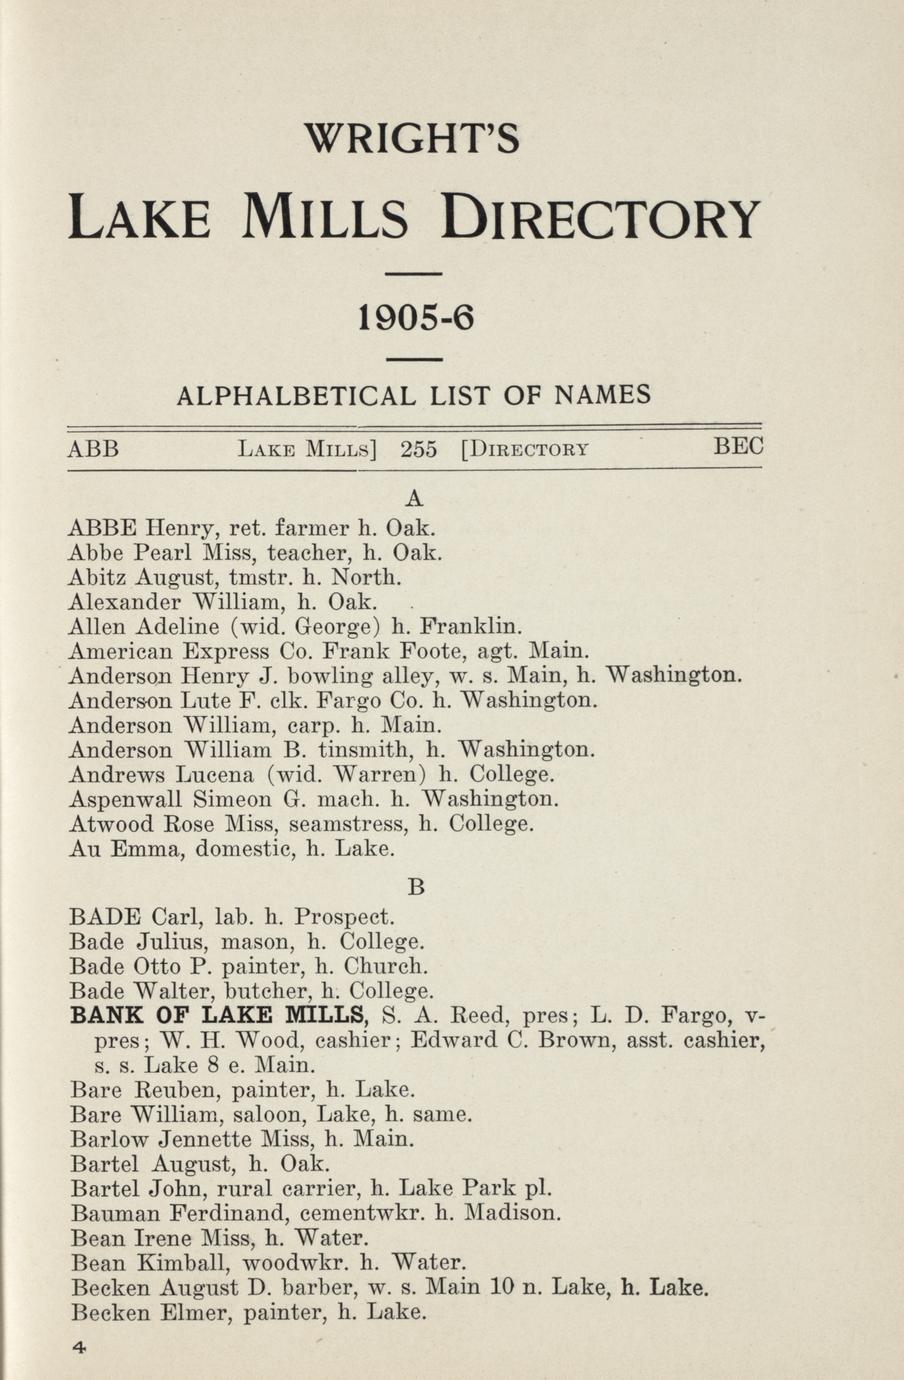 WRIGHT'S
LAKE MILLS DIRECTORY
1905-6
ALPHALBETICAL LIST OF NAMES
ABB LAKE MILLS] 255 [DIRECTORY BEC
A
ABBE Henry, ret. farmer h. Oak.
Abbe Pearl Miss, teacher, h. Oak.
Abitz August, tmstr. h. North.
Alexander William, h. Oak.
Allen Adeline (wid. George) h. Franklin.
American Express Co. Frank Foote, agt. Main.
Anderson Henry J. bowling alley, w. s. Main, h. Washington.
Anderson Lute F. clk. Fargo Co. h. Washington.
Anderson William, carp. h. Main.
Anderson William B. tinsmith, h. Washington.
Andrews Lucena (wid. Warren) h. College.
Aspenwall Simeon G. mach. h. Washington.
Atwood Rose Miss, seamstress, h. College.
Au Emma, domestic, h. Lake.
B
BADE Carl, lab. h. Prospect.
Bade Julius, mason, h. College.
Bade Otto P. painter, h. Church.
Bade Walter, butcher, h. College.
BANK OF LAKE MILLS, S. A. Reed, pres; L. D. Fargo, v-
pres; W. H. Wood, cashier; Edward C. Brown, asst. cashier,
s. s. Lake 8 e. Main.
Bare Reuben, painter, h. Lake.
Bare William, saloon, Lake, h. same.
Barlow Jennette Miss, h. Main.
Bartel August, h. Oak.
Bartel John, rural carrier, h. Lake Park pl.
Bauman Ferdinand, cementwkr. h. Madison.
Bean Irene Miss, h. Water.
Bean Kimball, woodwkr. h. Water.
Becken August D. barber, w. s. Main 10 n. Lake, h. Lake.
Becken Elmer, painter, h. Lake.
4